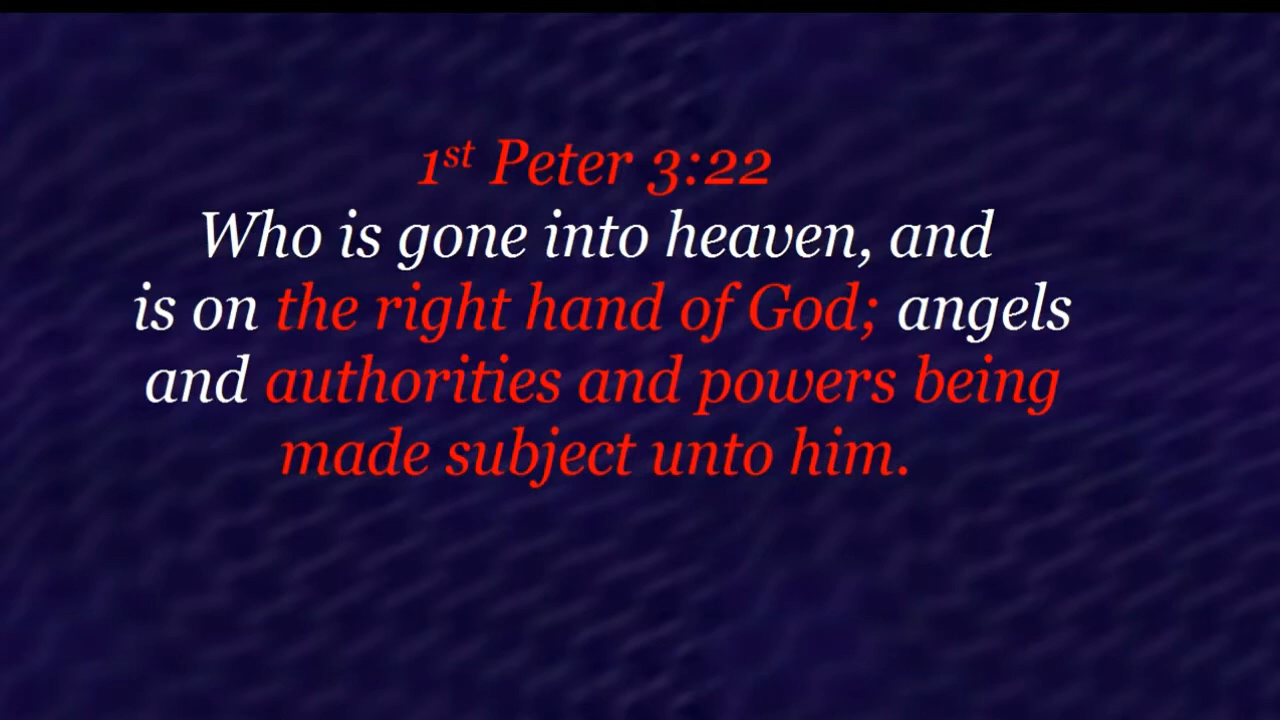 1st Peter 3:22
Who is gone into heaven, and
is on the right hand of God; angels
and authorities and powers being
made subject unto him.